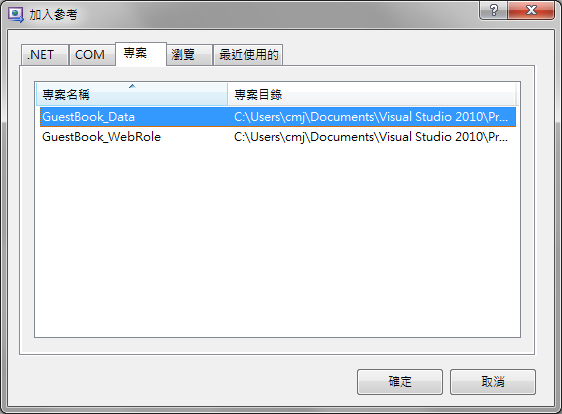 加入參考
?
.NET COM 專案 瀏覽 最近使用的
專案名稱 專案目錄
GuestBook_Data C:\Users\cmj\Documents\Visual Studio 2010\Pr...
GuestBook_WebRole C:\Users\cmj\Documents\Visual Studio 2010\Pr...
確定 取消